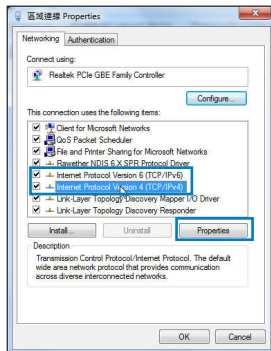 區域連線 Properties
Networking
Authentication
Connect using:
Realtek PCIe GBE Family Controller
Configure...
This connection uses the following items:
Client for Microsoft Networks
QoS Packet Scheduler
File and Printer Sharing for Microsoft Networks
Rawether NDIS 6.X SPR Protocol Driver
Internet Protocol Version 6 (TCP/IPv6)
Internet Protocol Version 4 (TCP/IPv4)
Link-Layer Topology Discovery Mapper I/O Driver
Link-Layer Topology Discovery Responder
Install...
Uninstall
Properties
Description
Transmission Control Protocol/Internet Protocol. The default
wide area network protocol that provides communication
across diverse interconnected networks.
OK
Cancel